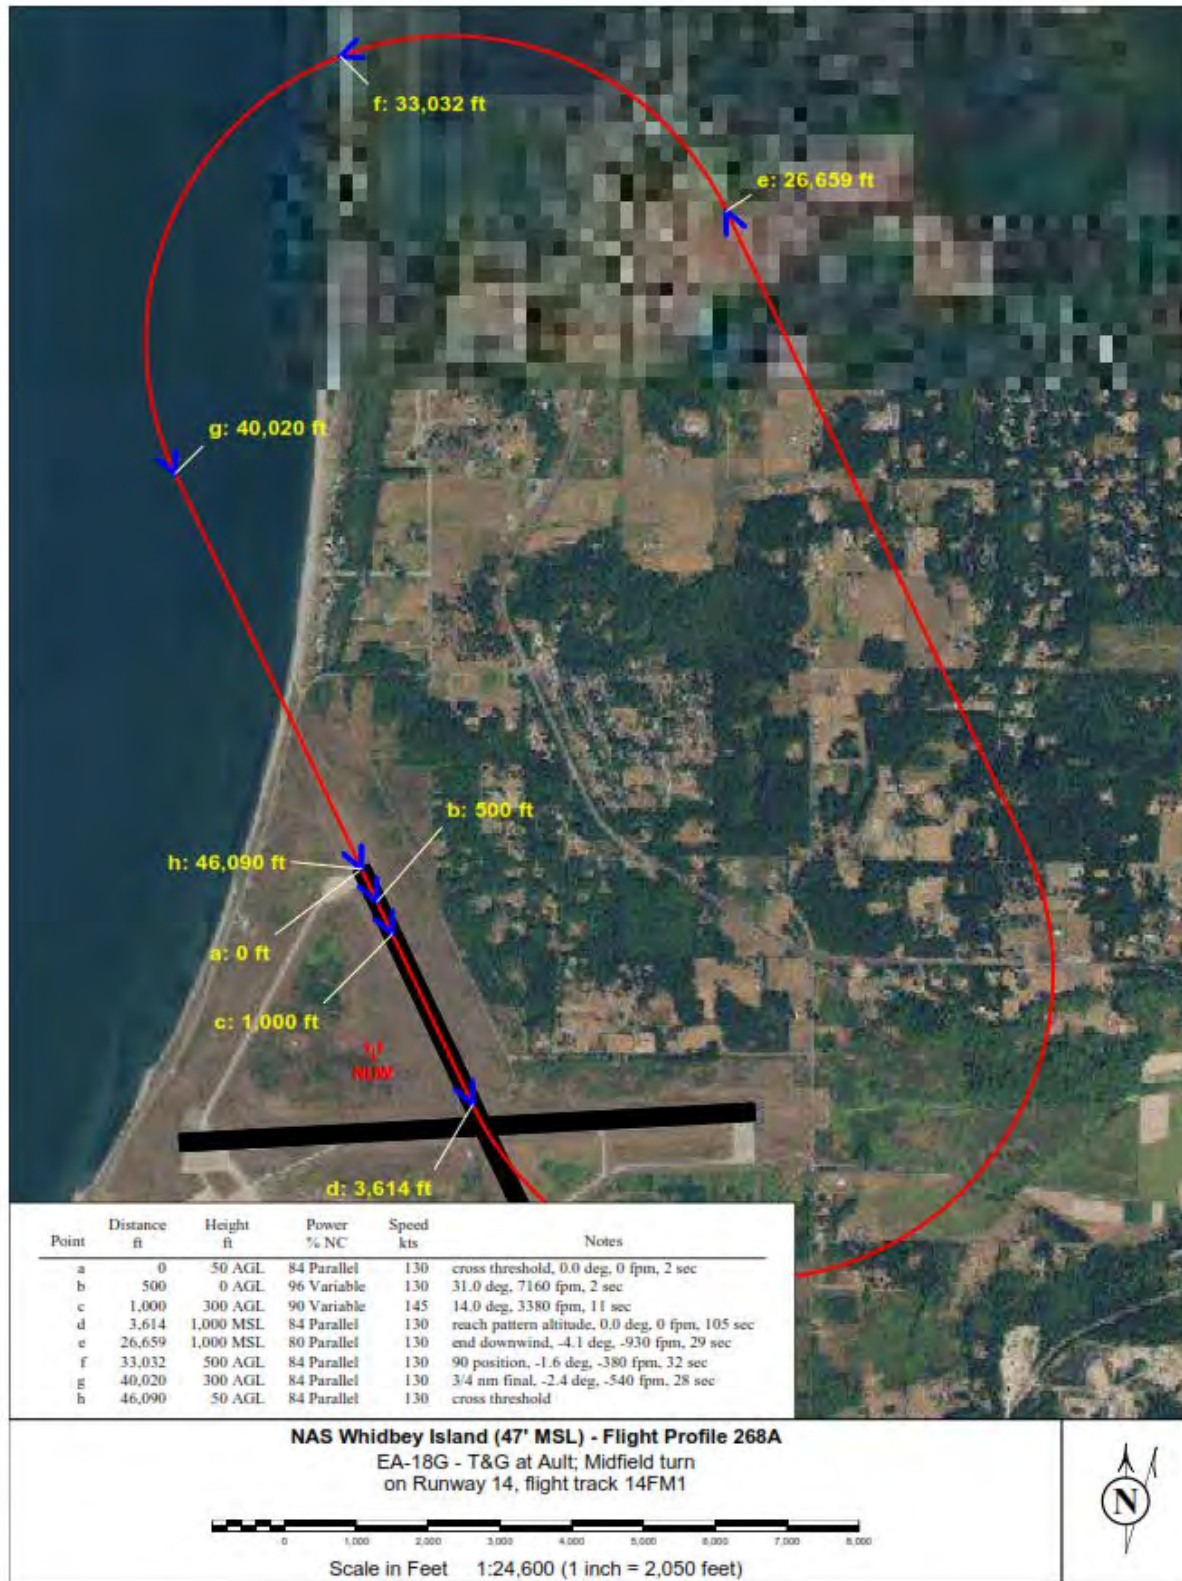 f: 33,032 ft
e: 26,659 ft
g: 40,020 ft
b: 500 ft
h: 46,090 ft
a: 0 ft
c: 1,000 ft
NUW
d: 3,614 ft
Point Distance ft Height ft Power % NC Speed kts Notes
a 0 50 AGL 84 Parallel 130 cross threshold, 0.0 deg, 0 fpm, 2 sec
b 500 0 AGL 96 Variable 130 31.0 deg, 7160 fpm, 2 sec
c 1,000 300 AGL 90 Variable 145 14.0 deg, 3380 fpm, 11 sec
d 3,614 1,000 MSL 84 Parallel 130 reach pattern altitude, 0.0 deg, 0 fpm, 105 sec
e 26,659 1,000 MSL 80 Parallel 130 end downwind, -4.1 deg, -930 fpm, 29 sec
f 33,032 500 AGL 84 Parallel 130 90 position, -1.6 deg, -380 fpm, 32 sec
g 40,020 300 AGL 84 Parallel 130 3/4 nm final, -2.4 deg, -540 fpm, 28 sec
h 46,090 50 AGL 84 Parallel 130 cross threshold
NAS Whidbey Island (47' MSL) - Flight Profile 268A
EA-18G - T&G at Ault; Midfield turn
on Runway 14, flight track 14FM1
0 1,000 2,000 3,000 4,000 5,000 6,000 7,000 8,000
Scale in Feet 1:24,600 (1 inch = 2,050 feet)
N